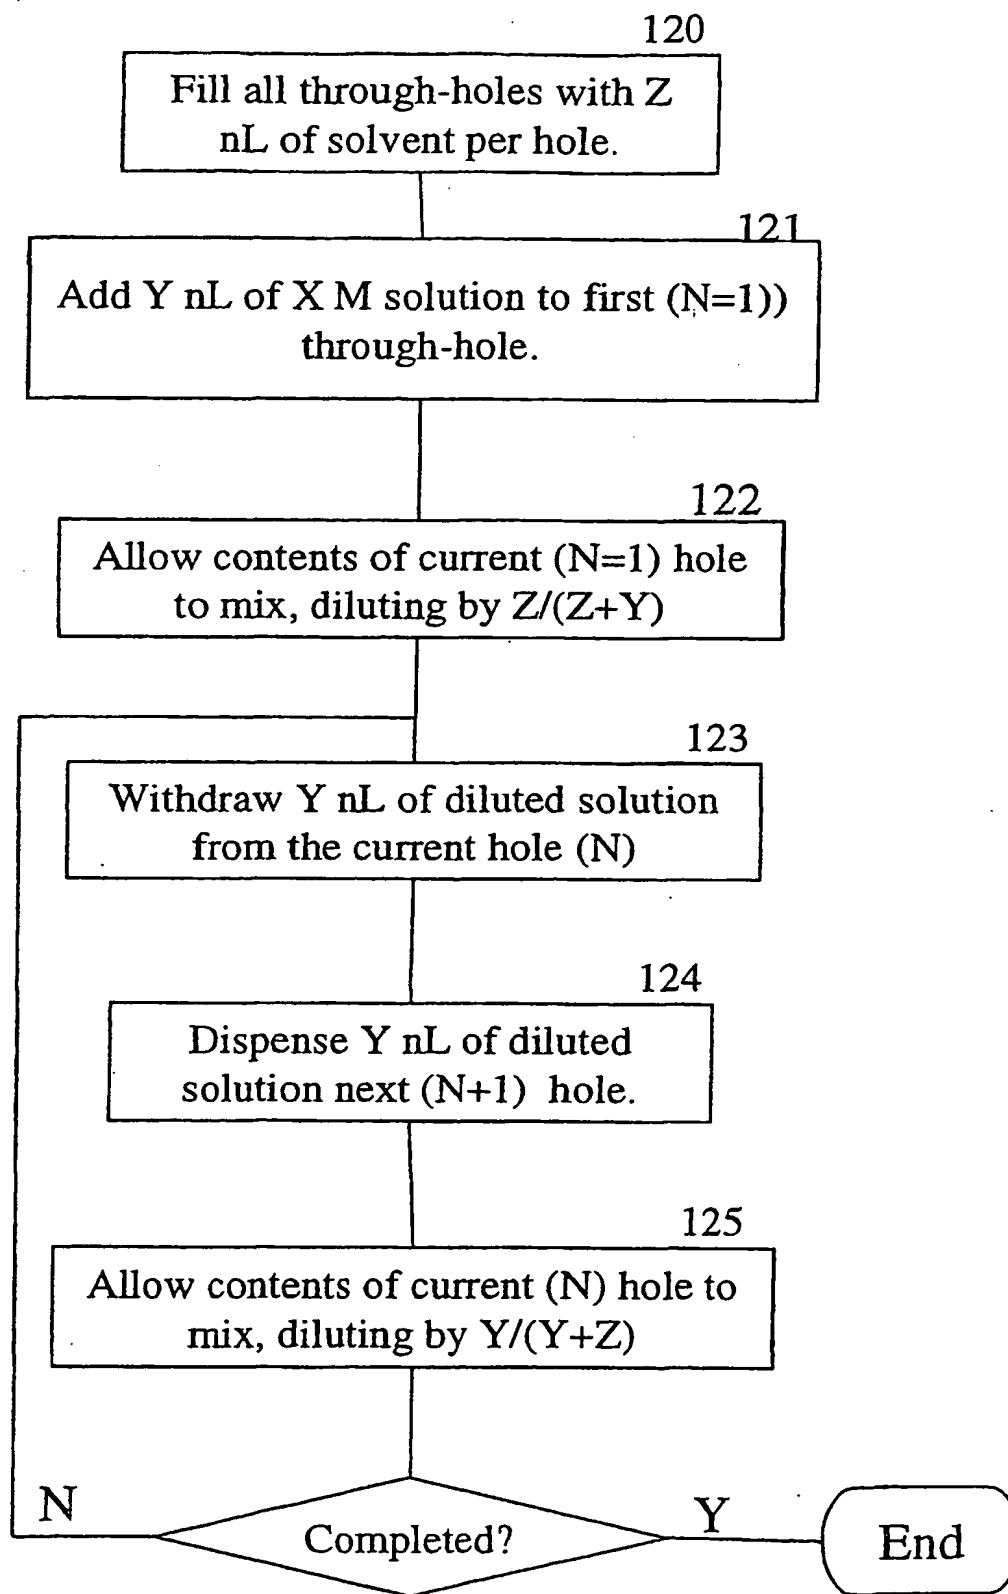 120
Fill all through-holes with Z
nL of solvent per hole.
121
Add Y nL of X M solution to first (N=1))
through-hole.
122
Allow contents of current (N=1) hole
to mix, diluting by Z/(Z+Y)
123
Withdraw Y nL of diluted solution
from the current hole (N)
124
Dispense Y nL of diluted
solution next (N+1) hole.
125
Allow contents of current (N) hole to
mix, diluting by Y/(Y+Z)
N
Completed?
Y
End